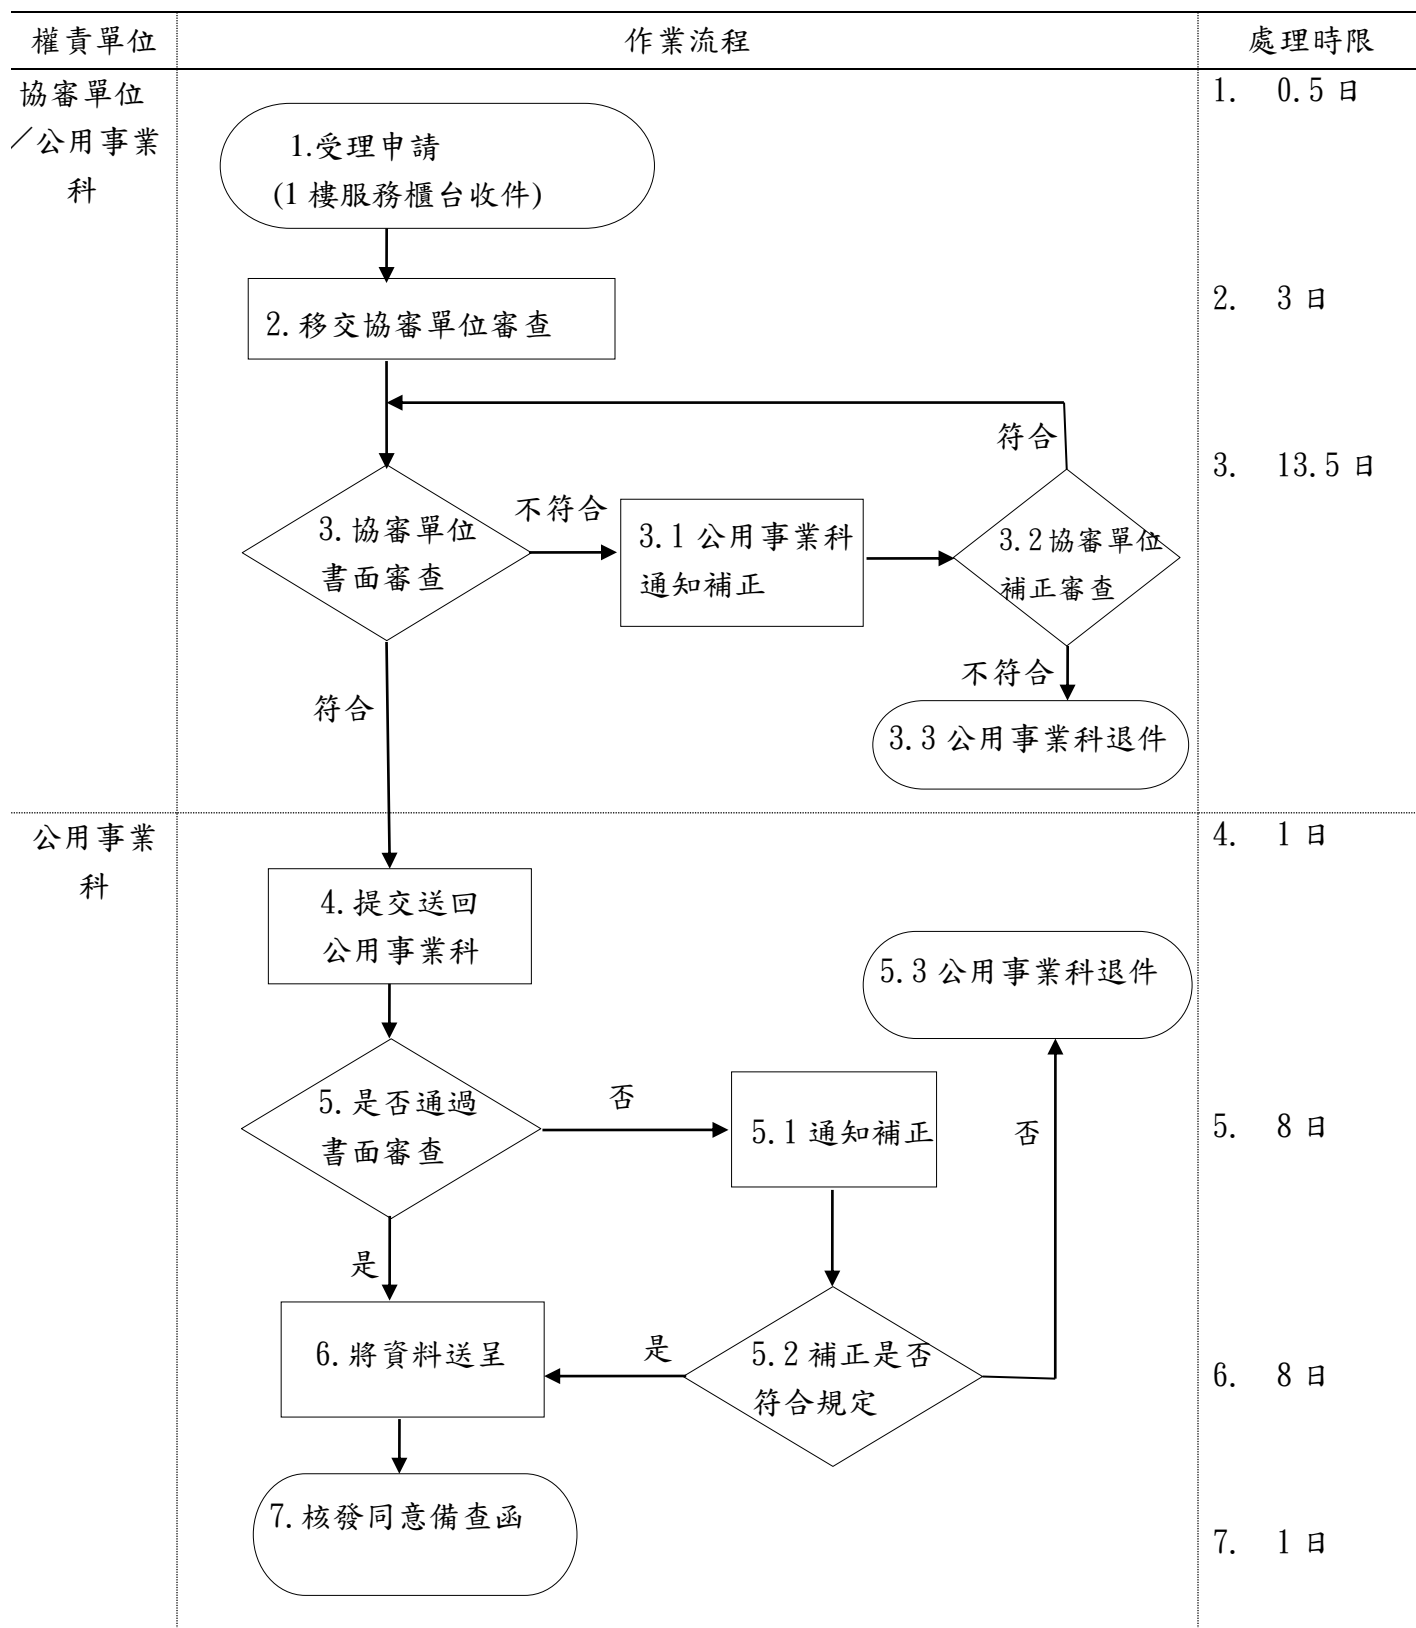 權責單位
作業流程
處理時限
協審單位
／公用事業
科
1.受理申請
(1樓服務櫃台收件)
1. 0.5日
2.移交協審單位審查
2. 3日
符合
3. 13.5日
3.協審單位
書面審查
不符合
3.1公用事業科
通知補正
3.2協審單位
補正審查
不符合
符合
3.3公用事業科退件
公用事業
科
4. 1日
4.提交送回
公用事業科
5.3公用事業科退件
5.是否通過
書面審查
否
5.1通知補正
否
5. 8日
是
6.將資料送呈
是
5.2補正是否
符合規定
6. 8日
7.核發同意備查函
7. 1日